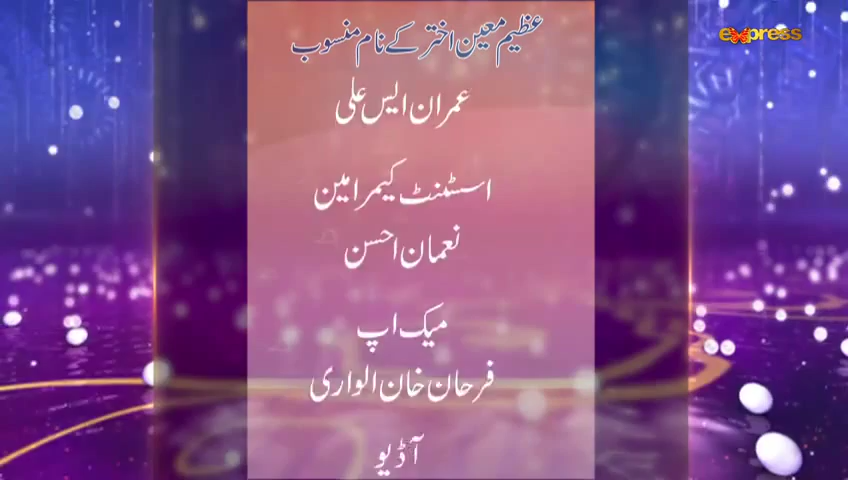 express
عظیم معین اختر کے نام منسوب
عمران ایس علی
اسسٹنٹ کیمرامین
نعمان احسن
میک اپ
فرحان خان الواری
آڈیو